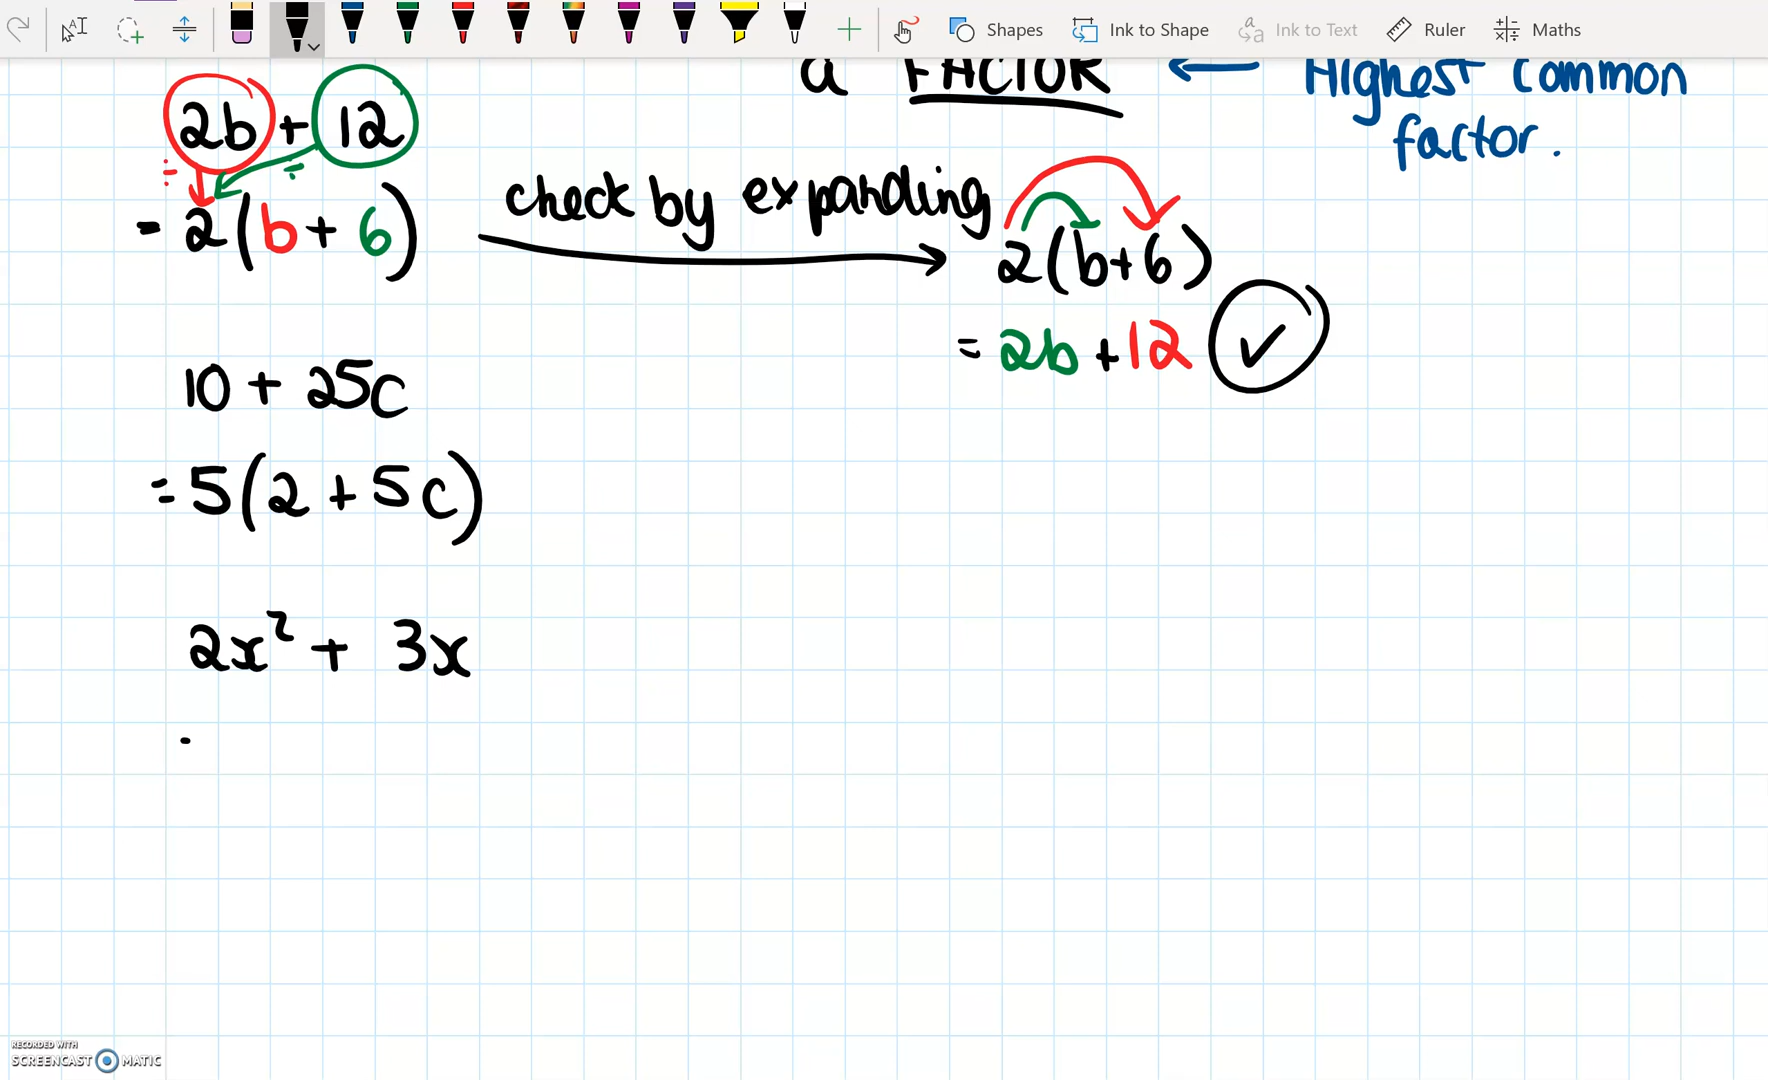 Shapes Ink to Shape Ink to Text Ruler Maths
a FACTOR ← Highest Common
factor.
2b + 12
= 2(b + 6)
check by expanding
2(b+6)
= 2b + 12 ✓
10 + 25c
= 5(2 + 5c)
2x² + 3x
RECORDED WITH
SCREENCAST MATIC